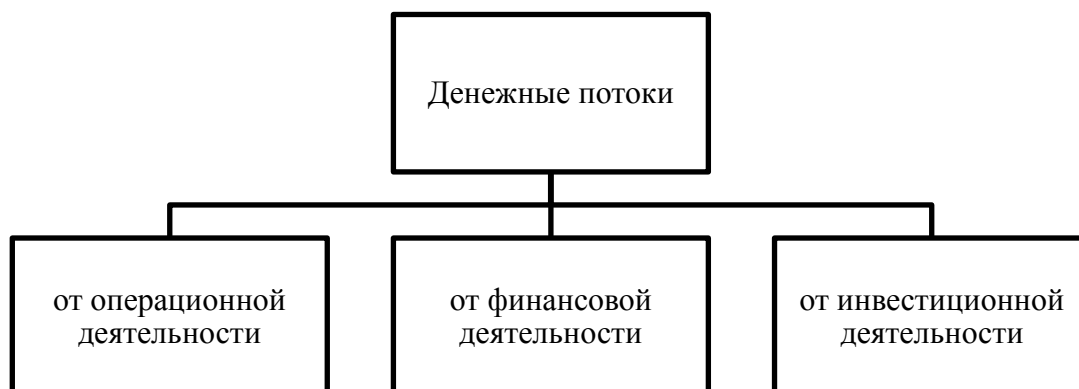 Денежные потоки
от операционной
деятельности
от финансовой
деятельности
от инвестиционной
деятельности